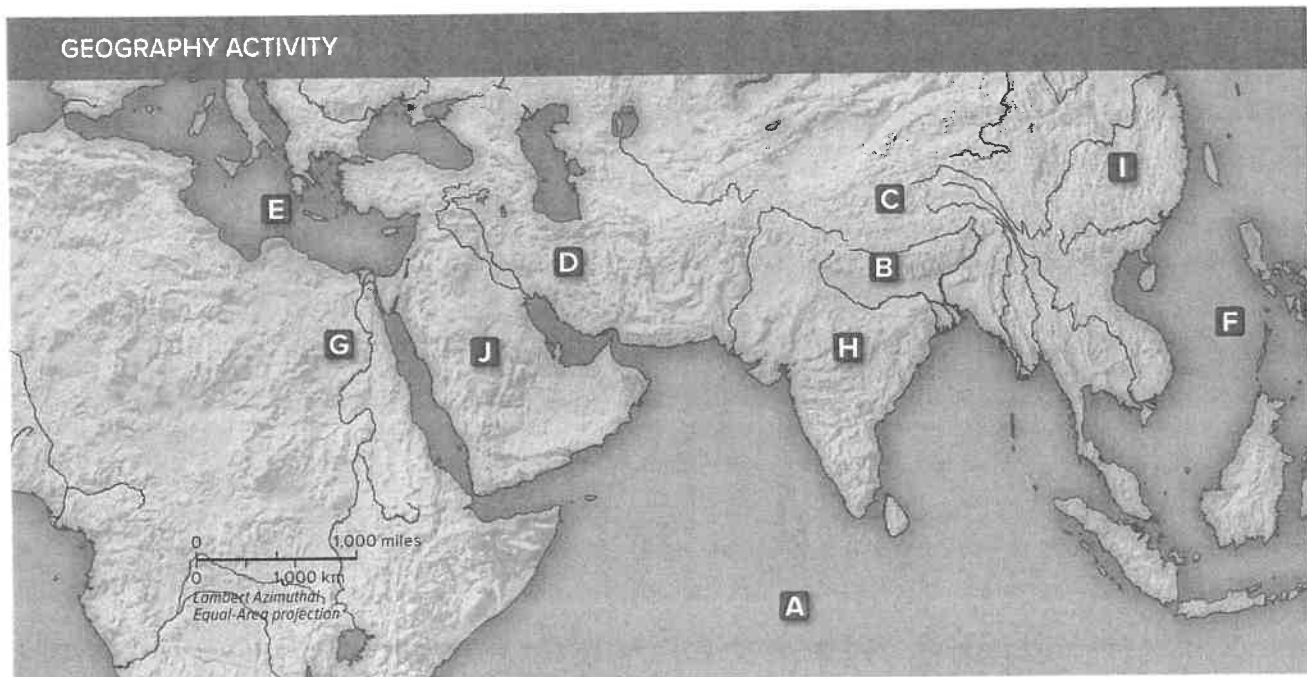 GEOGRAPHY ACTIVITY
I
C
E
D
B
F
G
J
H
0 1,000 miles
0 1,000 km
Lambert Azimuthal
Equal-Area projection
A